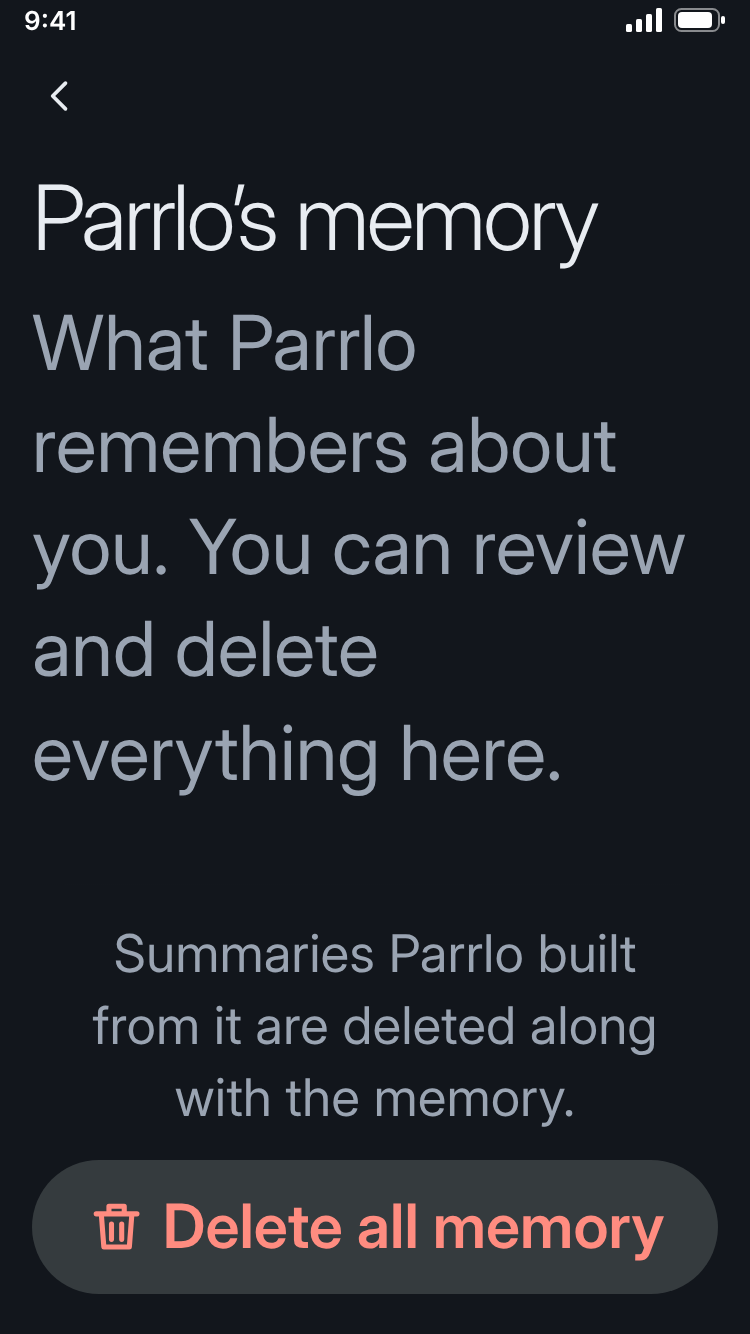 9:41
Parrlo’s memory
What Parrlo
remembers about
you. You can review
and delete
everything here.
Summaries Parrlo built
from it are deleted along
with the memory.
Delete all memory